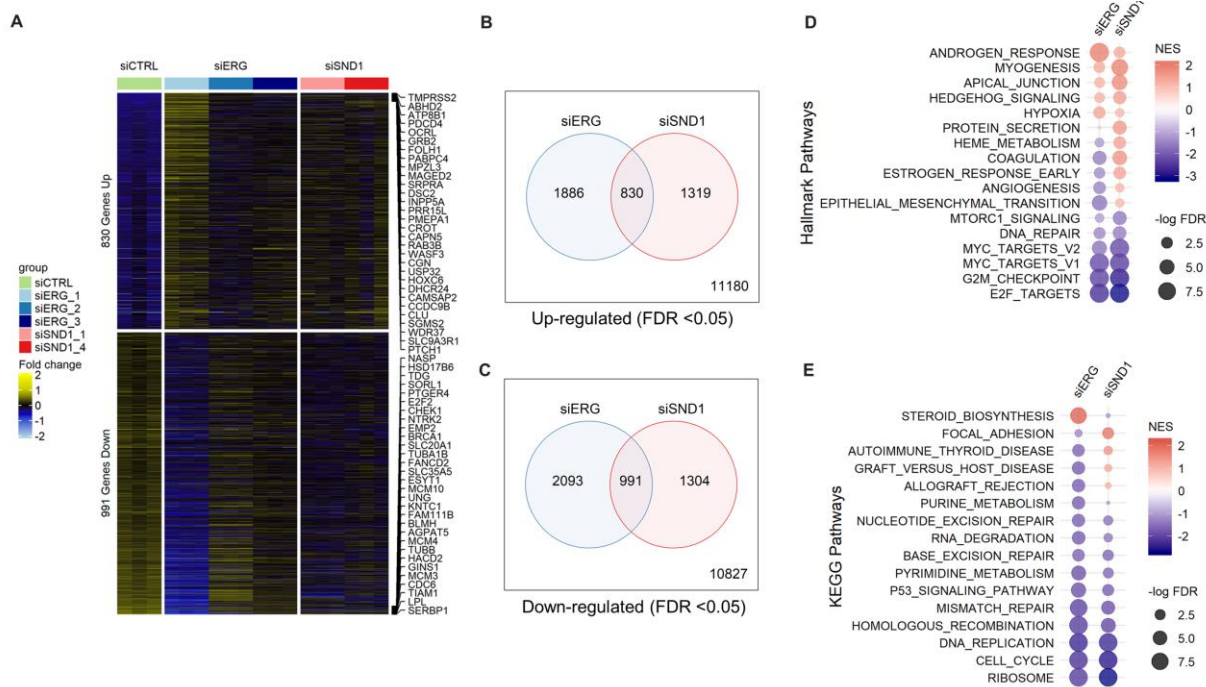 A
siCTRL
siERG
siSND1
830 Genes Up
991 Genes Down
group
siCTRL
siERG_1
siERG_2
siERG_3
siSND1_1
siSND1_4
Fold change
2
1
0
-1
-2
TMPRSS2
ABHD2
ATP8B1
PDCD4
OCRL
GRB2
FOLH1
PABPC4
MPZL3
MAGED2
SRPRA
DSC2
INPP5A
PRR15L
PMEPA1
CROT
CAPN5
RAB3B
WASF3
CGN
USP32
HOXC6
DHCR24
CAMSAP2
CCDC9B
CLU
SGMS2
WDR37
SLC9A3R1
PTCH1
NASP
HSD17B6
TDG
SORL1
PTGER4
E2F2
CHEK1
NTRK2
EMP2
BRCA1
SLC20A1
TUBA1B
FANCD2
SLC35A5
ESYT1
MCM10
UNG
KNTC1
FAM111B
BLMH
AGPAT5
MCM4
TUBB
HACD2
GINS1
MCM3
CDC6
TIAM1
LPL
SERBP1
B
siERG
siSND1
1886
830
1319
11180
Up-regulated (FDR <0.05)
C
siERG
siSND1
2093
991
1304
10827
Down-regulated (FDR <0.05)
D
siERG
siSND1
Hallmark Pathways
ANDROGEN_RESPONSE
MYOGENESIS
APICAL_JUNCTION
HEDGEHOG_SIGNALING
HYPOXIA
PROTEIN_SECRETION
HEME_METABOLISM
COAGULATION
ESTROGEN_RESPONSE_EARLY
ANGIOGENESIS
EPITHELIAL_MESENCHYMAL_TRANSITION
MTORC1_SIGNALING
DNA_REPAIR
MYC_TARGETS_V2
MYC_TARGETS_V1
G2M_CHECKPOINT
E2F_TARGETS
NES
2
1
0
-1
-2
-3
-log FDR
2.5
5.0
7.5
E
siERG
siSND1
KEGG Pathways
STEROID_BIOSYNTHESIS
FOCAL_ADHESION
AUTOIMMUNE_THYROID_DISEASE
GRAFT_VERSUS_HOST_DISEASE
ALLOGRAFT_REJECTION
PURINE_METABOLISM
NUCLEOTIDE_EXCISION_REPAIR
RNA_DEGRADATION
BASE_EXCISION_REPAIR
PYRIMIDINE_METABOLISM
P53_SIGNALING_PATHWAY
MISMATCH_REPAIR
HOMOLOGOUS_RECOMBINATION
DNA_REPLICATION
CELL_CYCLE
RIBOSOME
NES
2
1
0
-1
-2
-log FDR
2.5
5.0
7.5